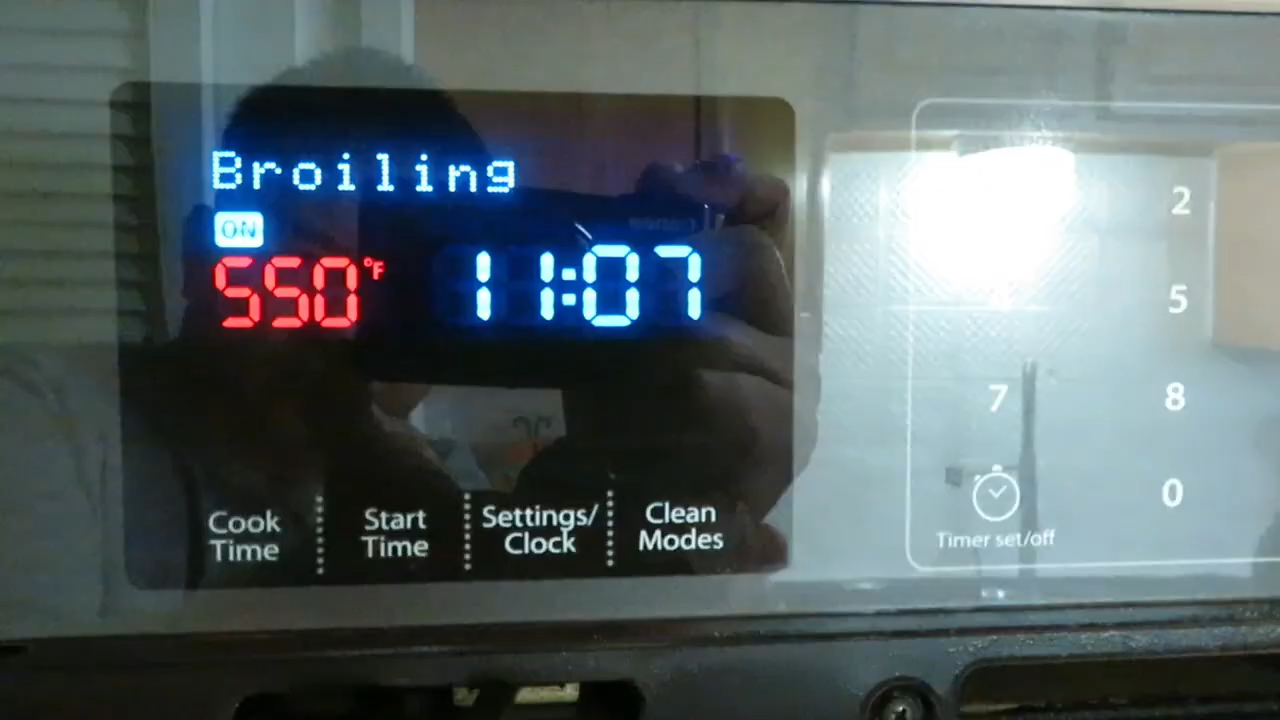 Broiling
ON
550°F 11:07
2
5
7 8
0
Cook Time
Start Time
Settings/ Clock
Clean Modes
Timer set/off